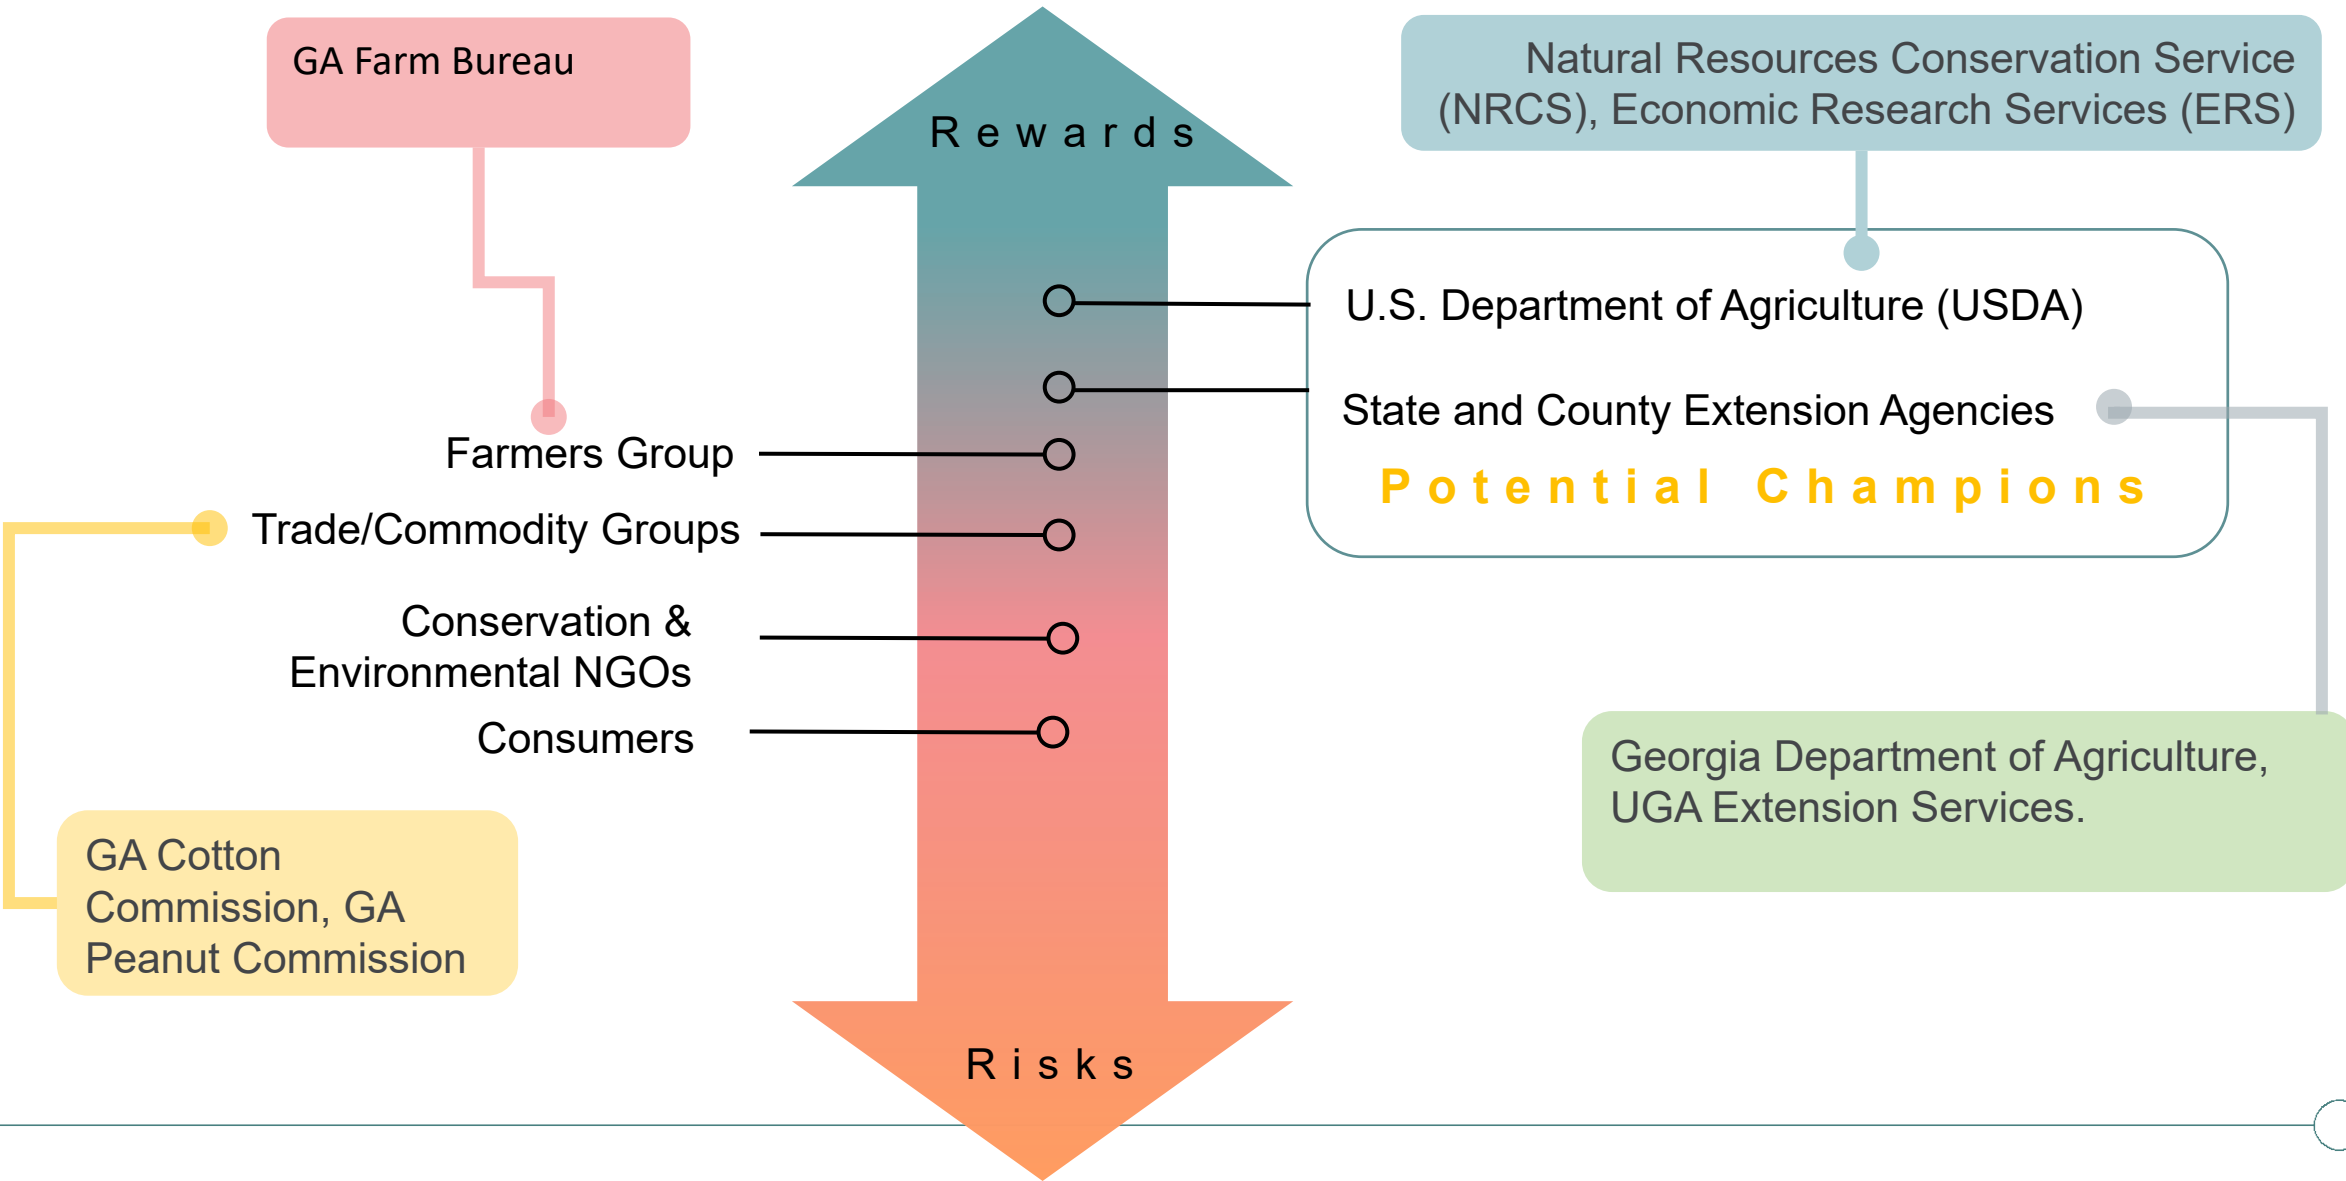 GA Farm Bureau
Rewards
Natural Resources Conservation Service
(NRCS), Economic Research Services (ERS)
U.S. Department of Agriculture (USDA)
State and County Extension Agencies
Potential Champions
Farmers Group
Trade/Commodity Groups
Conservation &
Environmental NGOs
Consumers
GA Cotton
Commission, GA
Peanut Commission
Georgia Department of Agriculture,
UGA Extension Services.
Risks